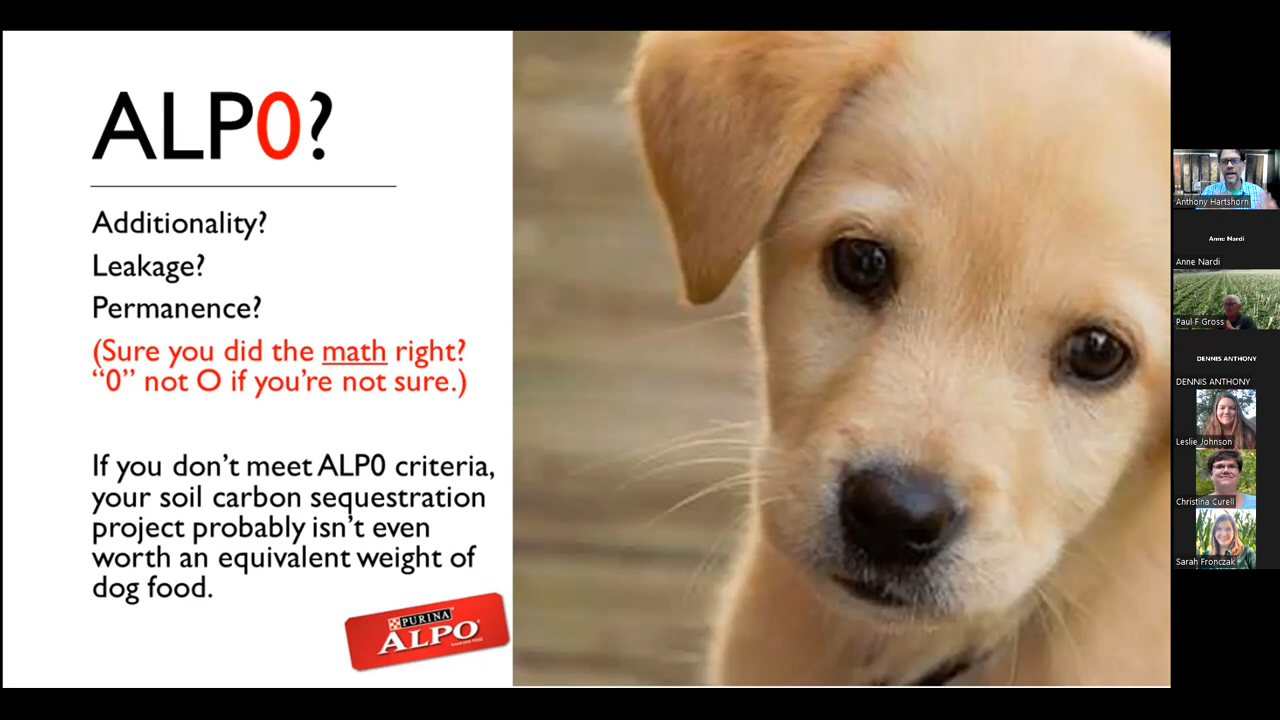 ALP0?
Additionality?
Leakage?
Permanence?
(Sure you did the math right?
“0” not O if you’re not sure.)
If you don’t meet ALP0 criteria,
your soil carbon sequestration
project probably isn’t even
worth an equivalent weight of
dog food.
PURINA
ALPO
Anthony Hartshorn
Anne Nardi
Anne Nardi
Paul F Gross
DENNIS ANTHONY
DENNIS ANTHONY
Leslie Johnson
Christina Curell
Sarah Fronczak